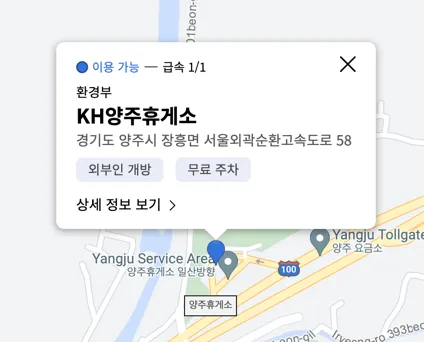 이용 가능 — 급속 1/1
환경부
KH양주휴게소
경기도 양주시 장흥면 서울외곽순환고속도로 58
외부인 개방
무료 주차
상세 정보 보기 >
Yangju Tollgate
양주 요금소
Yangju Service Area
양주휴게소 일산방향
100
양주휴게소